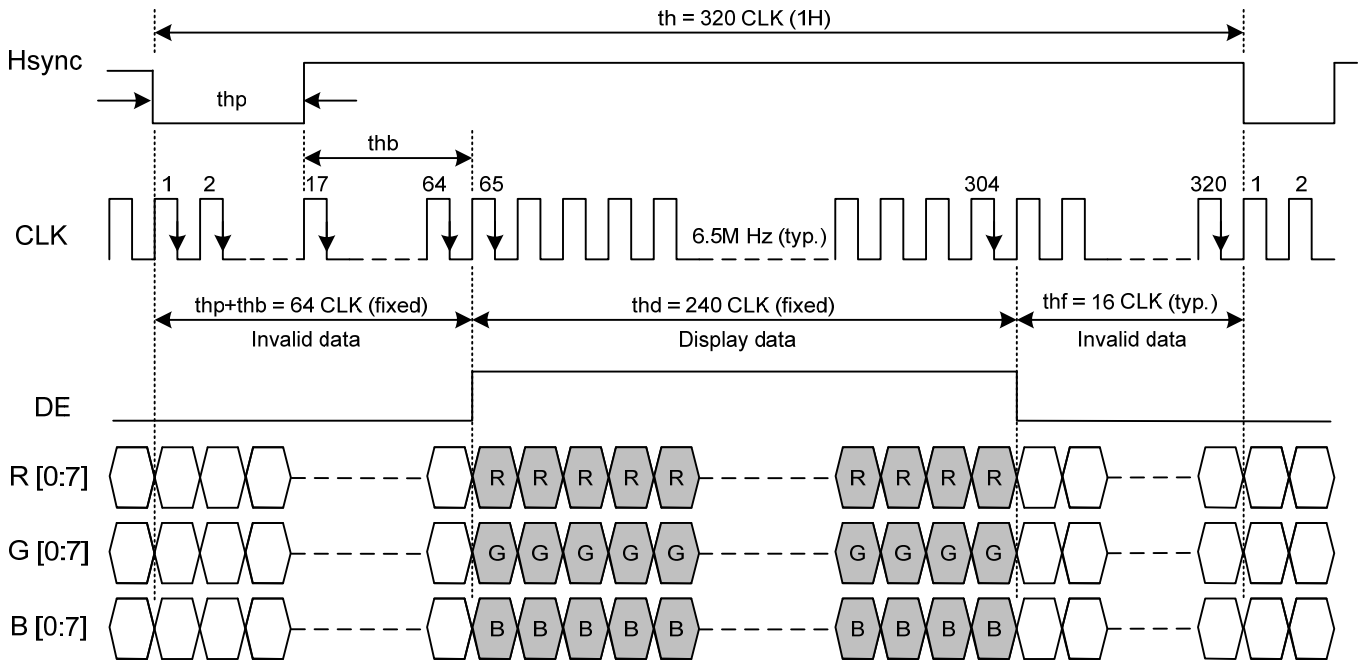 th = 320 CLK (1H)
Hsync
thp
thb
1 2 17 64 65 304 320 1 2
CLK
6.5M Hz (typ.)
thp+thb = 64 CLK (fixed) thd = 240 CLK (fixed) thf = 16 CLK (typ.)
Invalid data Display data Invalid data
DE
R [0:7] R R R R R R R R R
G [0:7] G G G G G G G G G
B [0:7] B B B B B B B B B